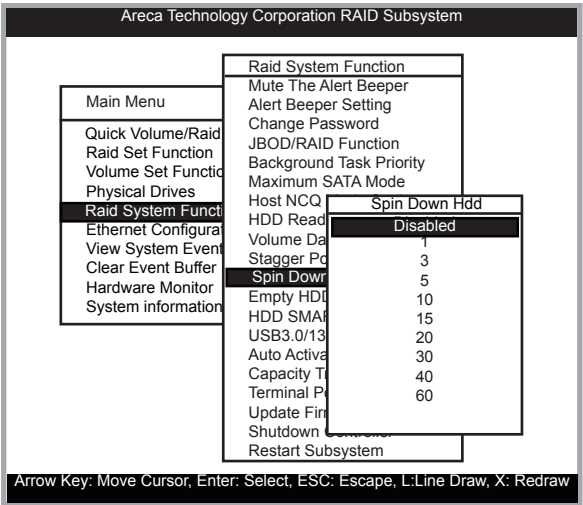 Areca Technology Corporation RAID Subsystem
Main Menu
Quick Volume/Raid
Raid Set Function
Volume Set Functio
Physical Drives
Raid System Functi
Ethernet Configurat
View System Event
Clear Event Buffer
Hardware Monitor
System information
Raid System Function
Mute The Alert Beeper
Alert Beeper Setting
Change Password
JBOD/RAID Function
Background Task Priority
Maximum SATA Mode
Host NCQ
HDD Read
Volume Da
Stagger Po
Spin Down
Empty HDD
HDD SMAR
USB3.0/13
Auto Activa
Capacity Tr
Terminal Po
Update Firm
Shutdown Controller
Restart Subsystem
Spin Down Hdd
Disabled
1
3
5
10
15
20
30
40
60
Arrow Key: Move Cursor, Enter: Select, ESC: Escape, L:Line Draw, X: Redraw